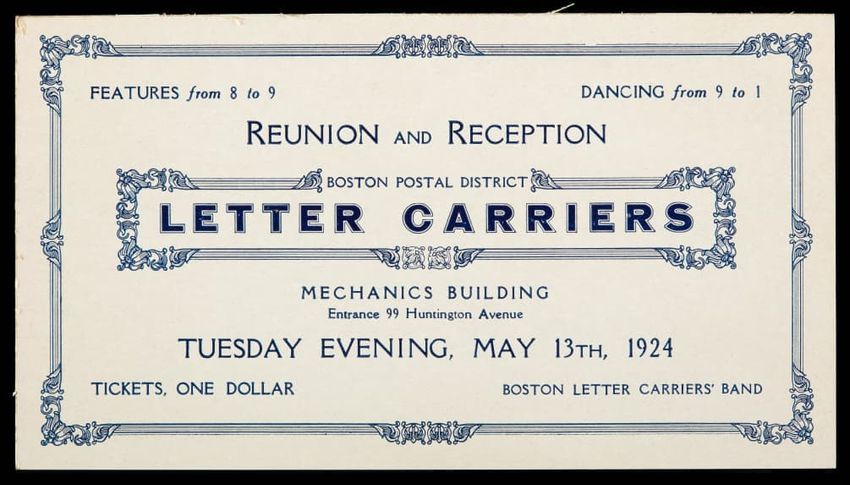 FEATURES from 8 to 9
DANCING from 9 to 1
REUNION AND RECEPTION
BOSTON POSTAL DISTRICT
LETTER CARRIERS
MECHANICS BUILDING
Entrance 99 Huntington Avenue
TUESDAY EVENING, MAY 13TH, 1924
TICKETS, ONE DOLLAR
BOSTON LETTER CARRIERS' BAND